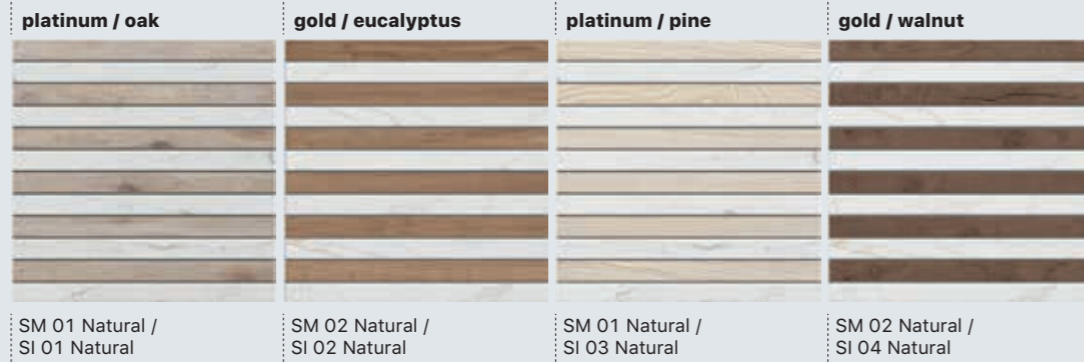 platinum / oak
SM 01 Natural /
SI 01 Natural
gold / eucalyptus
SM 02 Natural /
SI 02 Natural
platinum / pine
SM 01 Natural /
SI 03 Natural
gold / walnut
SM 02 Natural /
SI 04 Natural